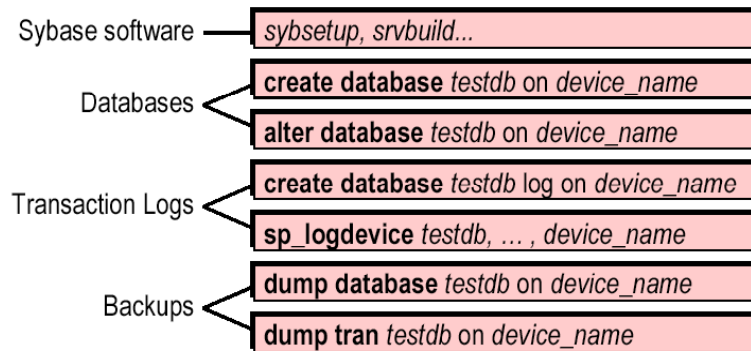 Sybase software
sybsetup, srvbuild...
Databases
create database testdb on device_name
alter database testdb on device_name
Transaction Logs
create database testdb log on device_name
sp_logdevice testdb, ... , device_name
Backups
dump database testdb on device_name
dump tran testdb on device_name